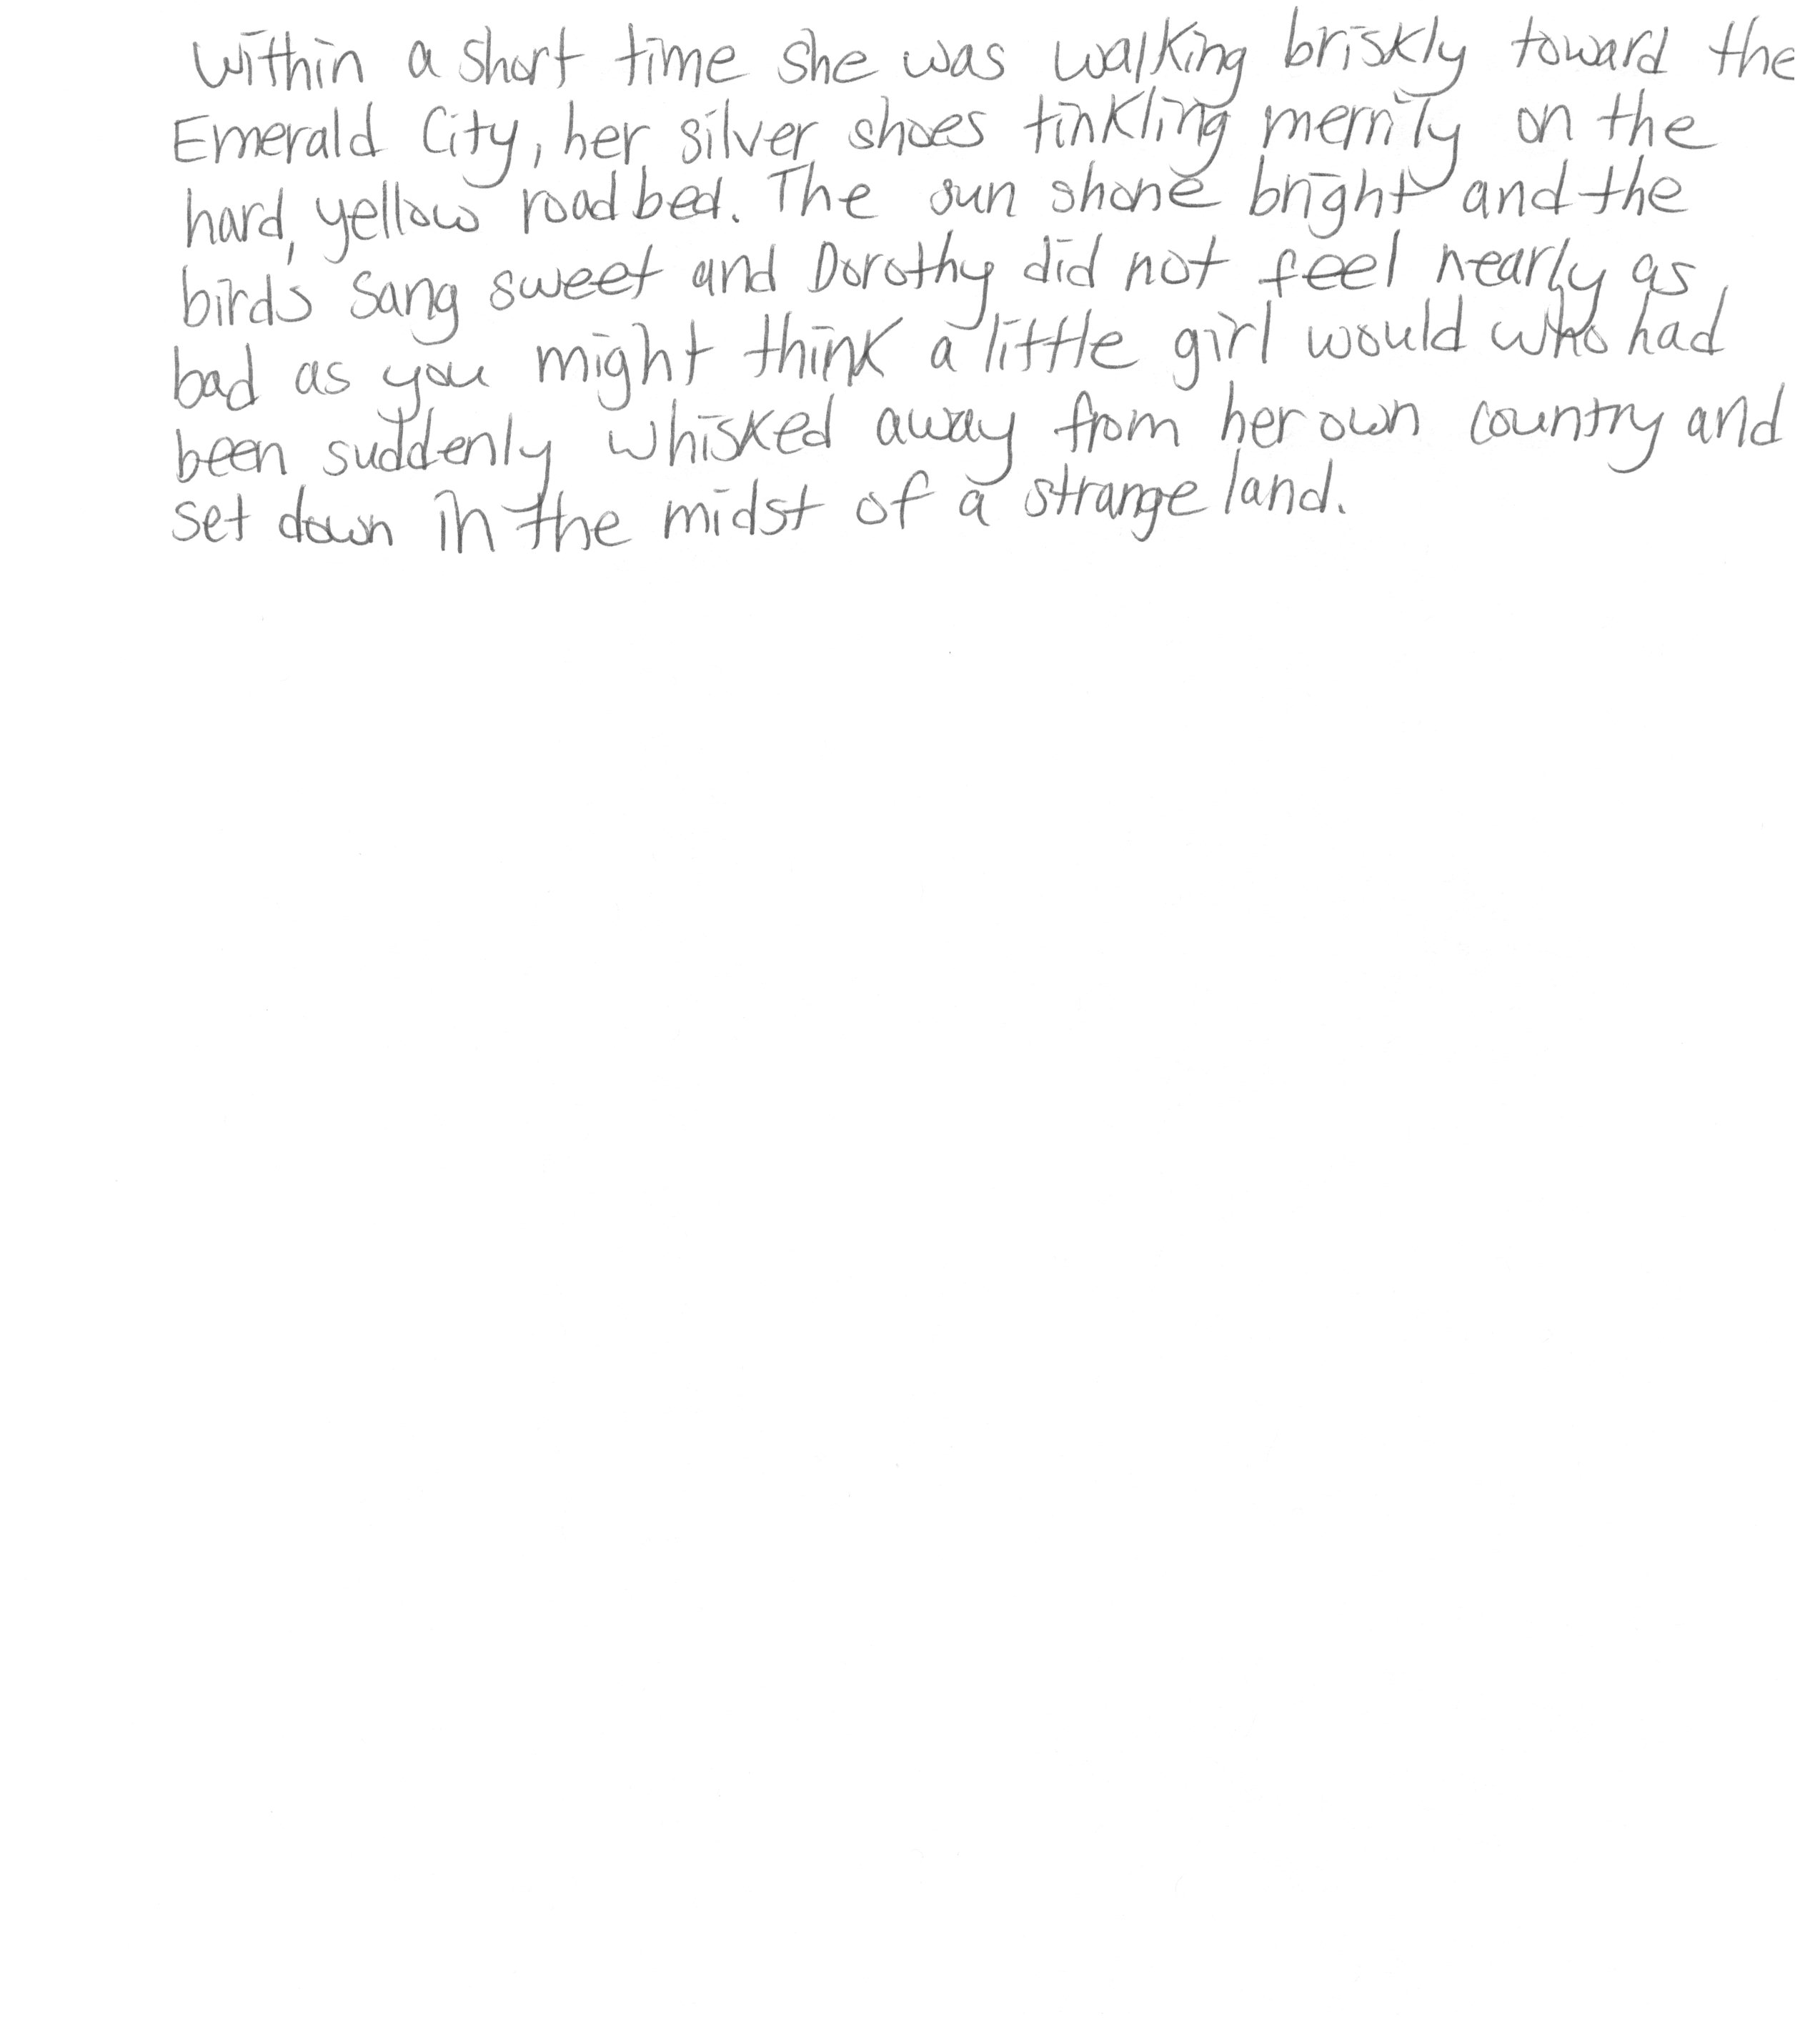 Within a short time she was walking briskly toward the
Emerald City, her silver shoes tinkling merrily on the
hard, yellow roadbed. The sun shone bright and the
birds sang sweet and Dorothy did not feel nearly as
bad as you might think a little girl would who had
been suddenly whisked away from her own country and
set down in the midst of a strange land.